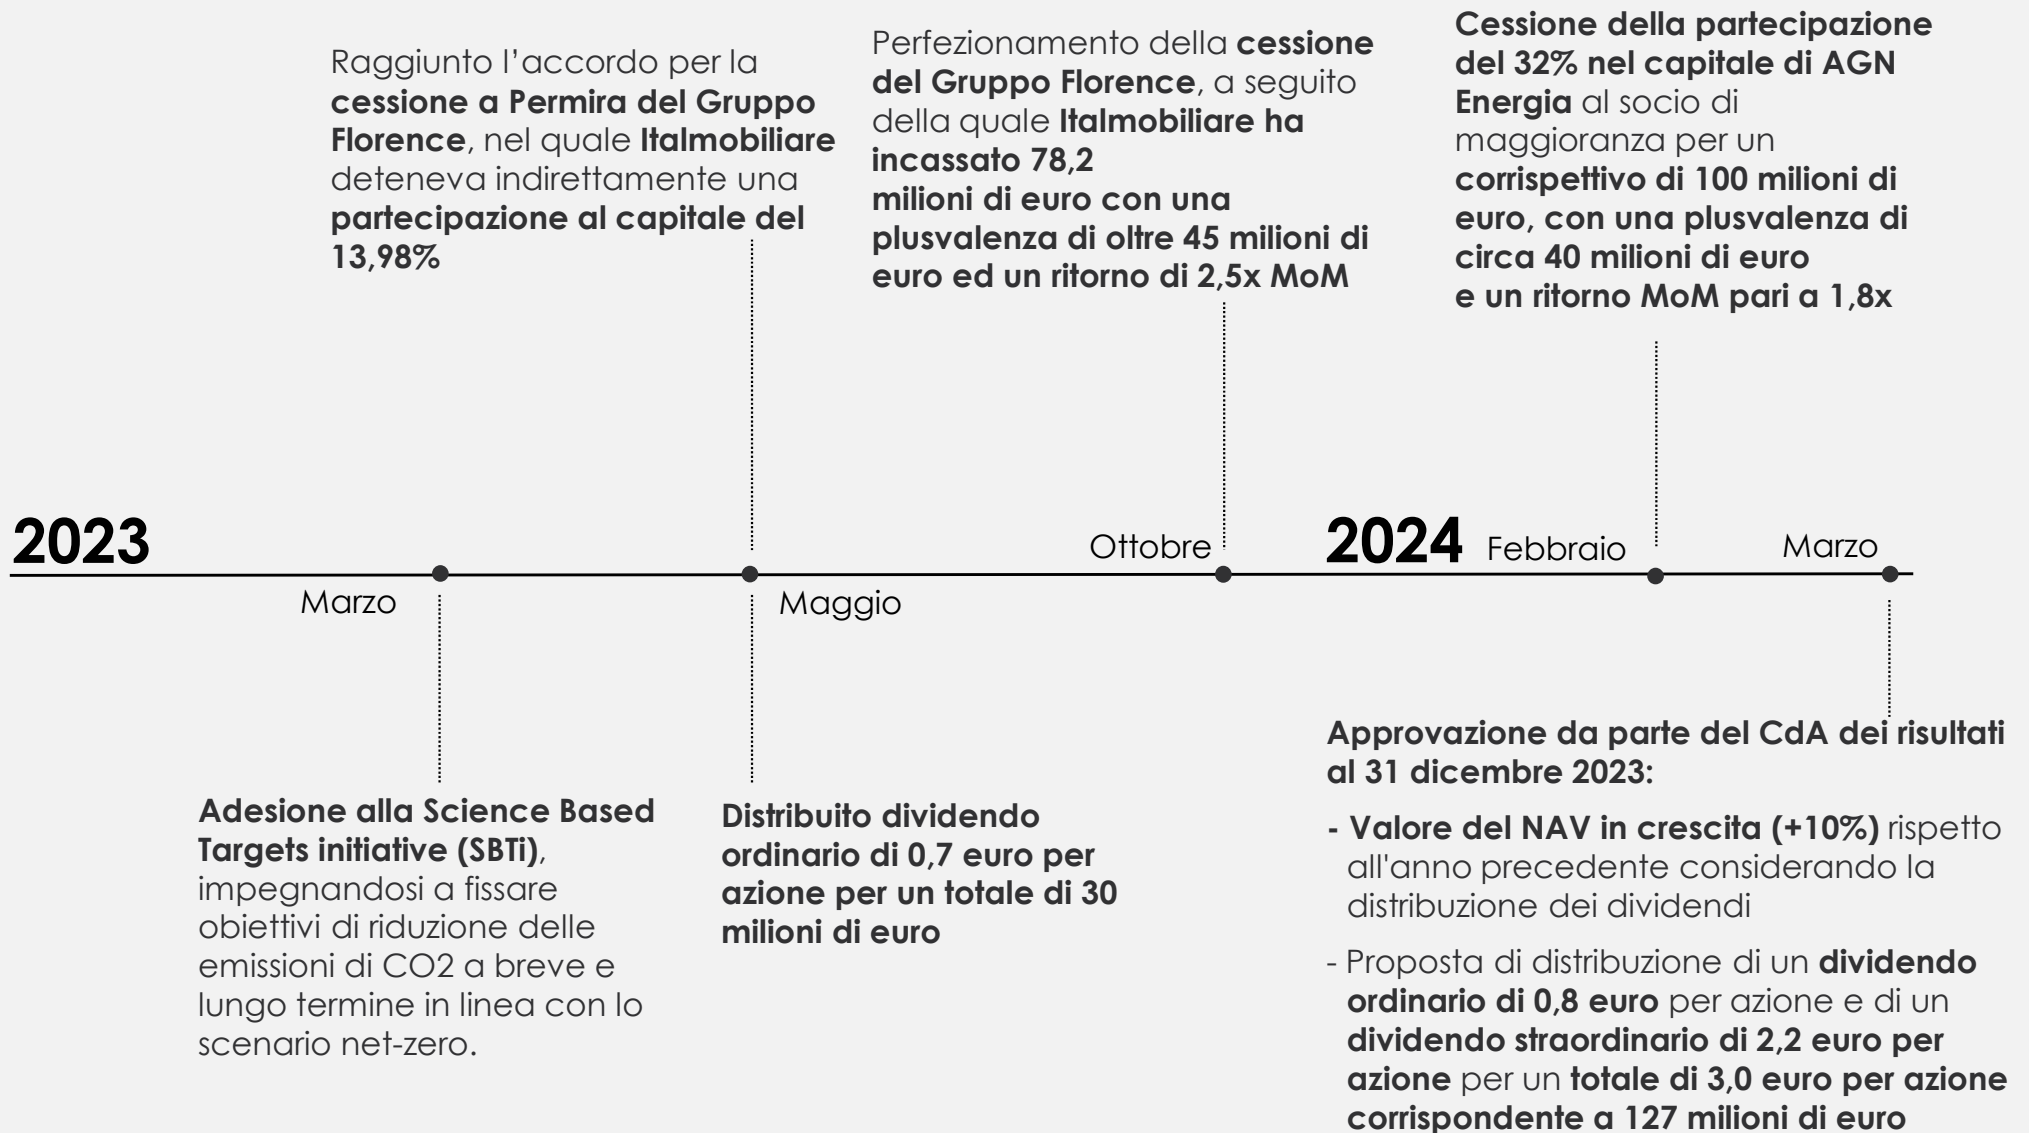 Raggiunto l'accordo per la
cessione a Permira del Gruppo
Florence, nel quale Italmobiliare
deteneva indirettamente una
partecipazione al capitale del
13,98%
Perfezionamento della cessione
del Gruppo Florence, a seguito
della quale Italmobiliare ha
incassato 78,2
milioni di euro con una
plusvalenza di oltre 45 milioni di
euro ed un ritorno di 2,5x MoM
Cessione della partecipazione
del 32% nel capitale di AGN
Energia al socio di
maggioranza per un
corrispettivo di 100 milioni di
euro, con una plusvalenza di
circa 40 milioni di euro
e un ritorno MoM pari a 1,8x
2023
Marzo
Maggio
Ottobre
2024
Febbraio
Marzo
Adesione alla Science Based
Targets initiative (SBTi),
impegnandosi a fissare
obiettivi di riduzione delle
emissioni di CO2 a breve e
lungo termine in linea con lo
scenario net-zero.
Distribuito dividendo
ordinario di 0,7 euro per
azione per un totale di 30
milioni di euro
Approvazione da parte del CdA dei risultati
al 31 dicembre 2023:
- Valore del NAV in crescita (+10%) rispetto
all'anno precedente considerando la
distribuzione dei dividendi
- Proposta di distribuzione di un dividendo
ordinario di 0,8 euro per azione e di un
dividendo straordinario di 2,2 euro per
azione per un totale di 3,0 euro per azione
corrispondente a 127 milioni di euro